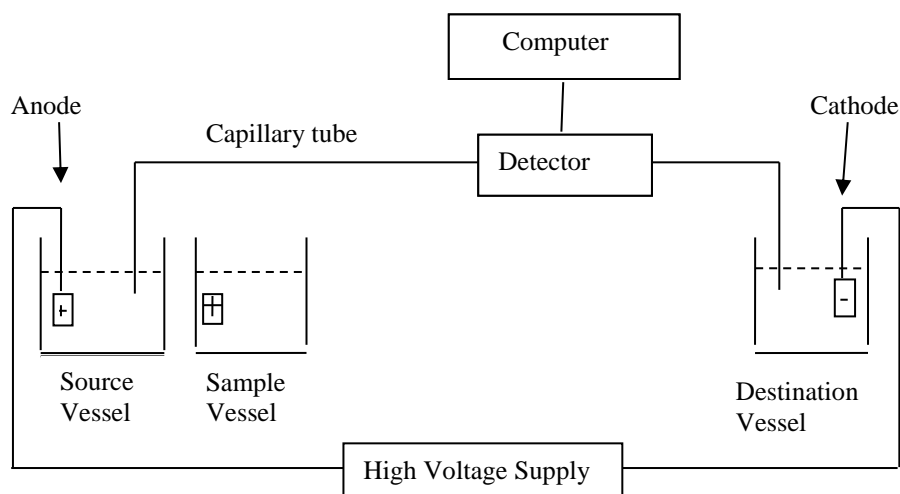 Computer
Anode
Cathode
Capillary tube
Detector
+
+
-
Source
Vessel
Sample
Vessel
Destination
Vessel
High Voltage Supply